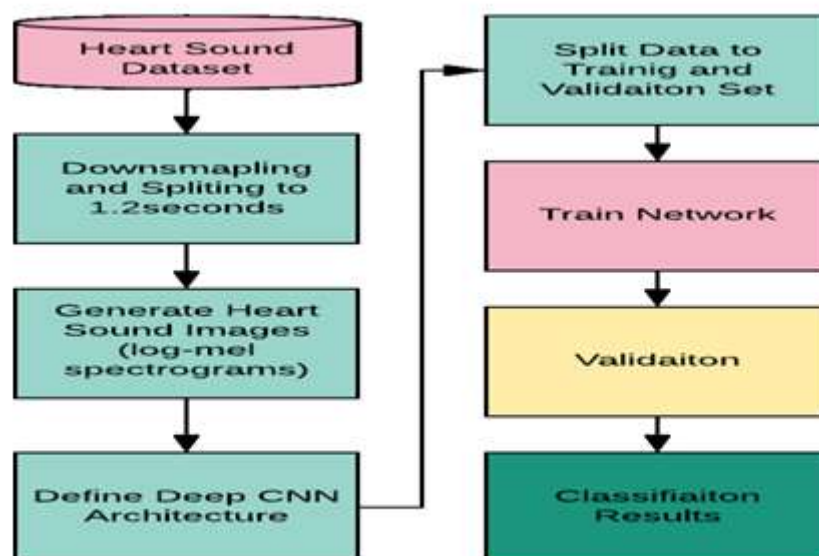 Heart Sound
Dataset
Downsmapling
and Spliting to
1.2seconds
Generate Heart
Sound Images
(log-mel
spectrograms)
Define Deep CNN
Architecture
Split Data to
Trainig and
Validaiton Set
Train Network
Validaiton
Classifiaiton
Results